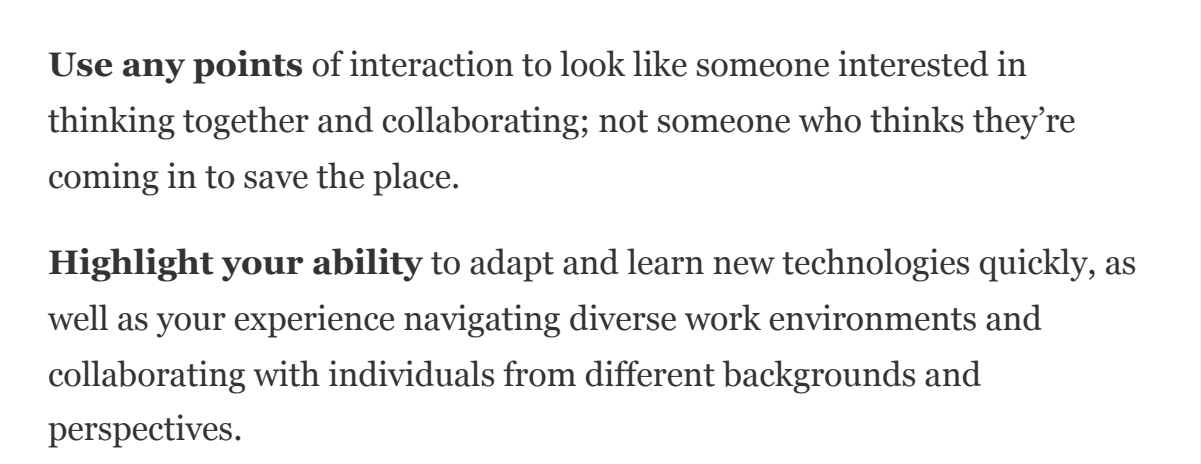 Use any points of interaction to look like someone interested in
thinking together and collaborating; not someone who thinks they’re
coming in to save the place.
Highlight your ability to adapt and learn new technologies quickly, as
well as your experience navigating diverse work environments and
collaborating with individuals from different backgrounds and
perspectives.